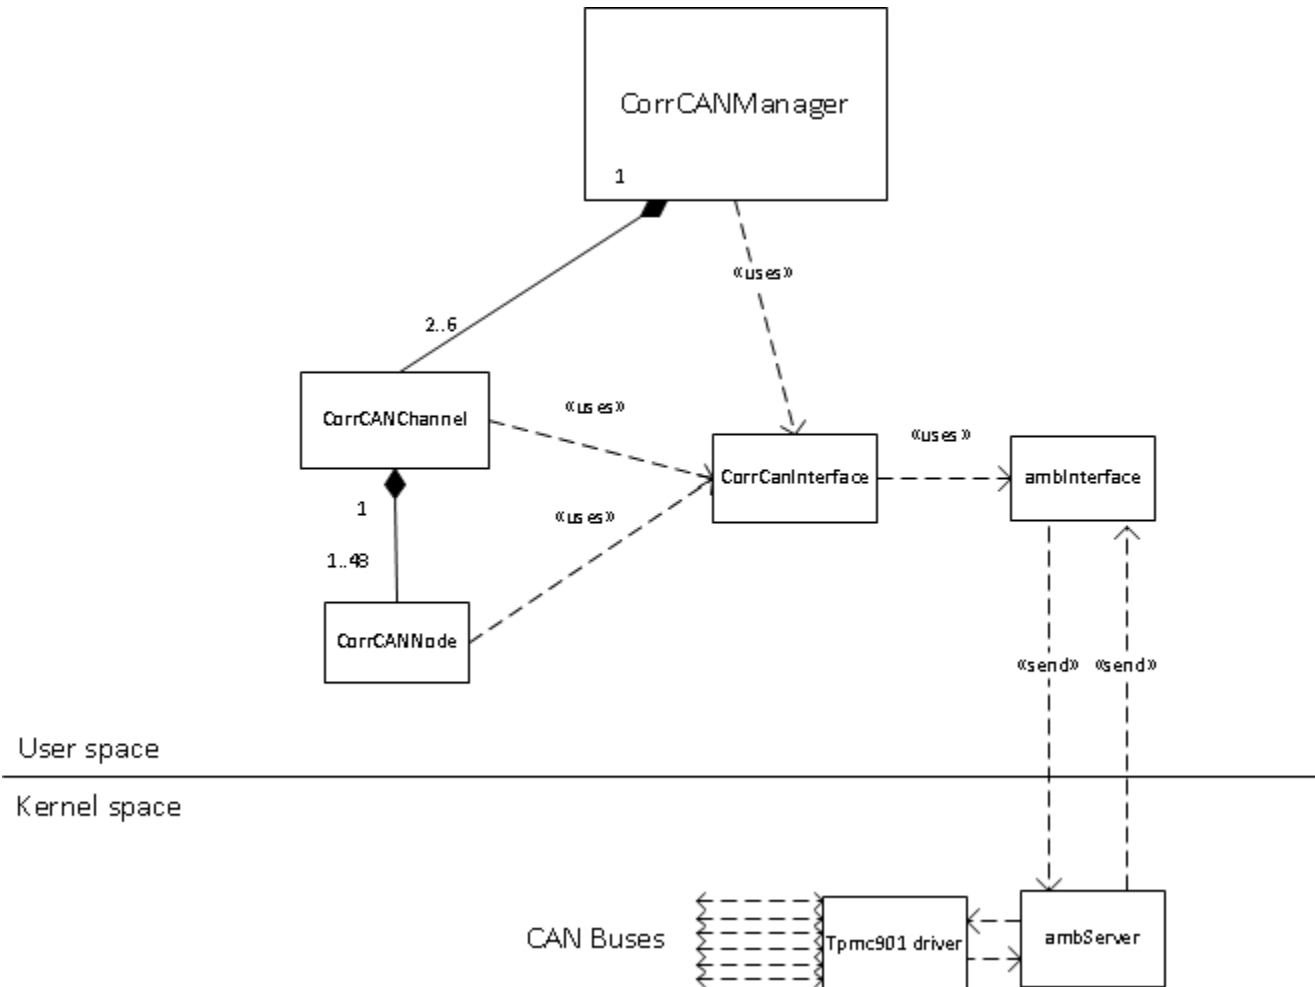 CorrCANManager
1
«uses»
2..6
CorrCANChannel
«uses»
«uses»
CorrCanInterface
ambInterface
1
«uses»
1..48
CorrCANNode
«send»
«send»
User space
Kernel space
CAN Buses
Tpmc901 driver
ambServer